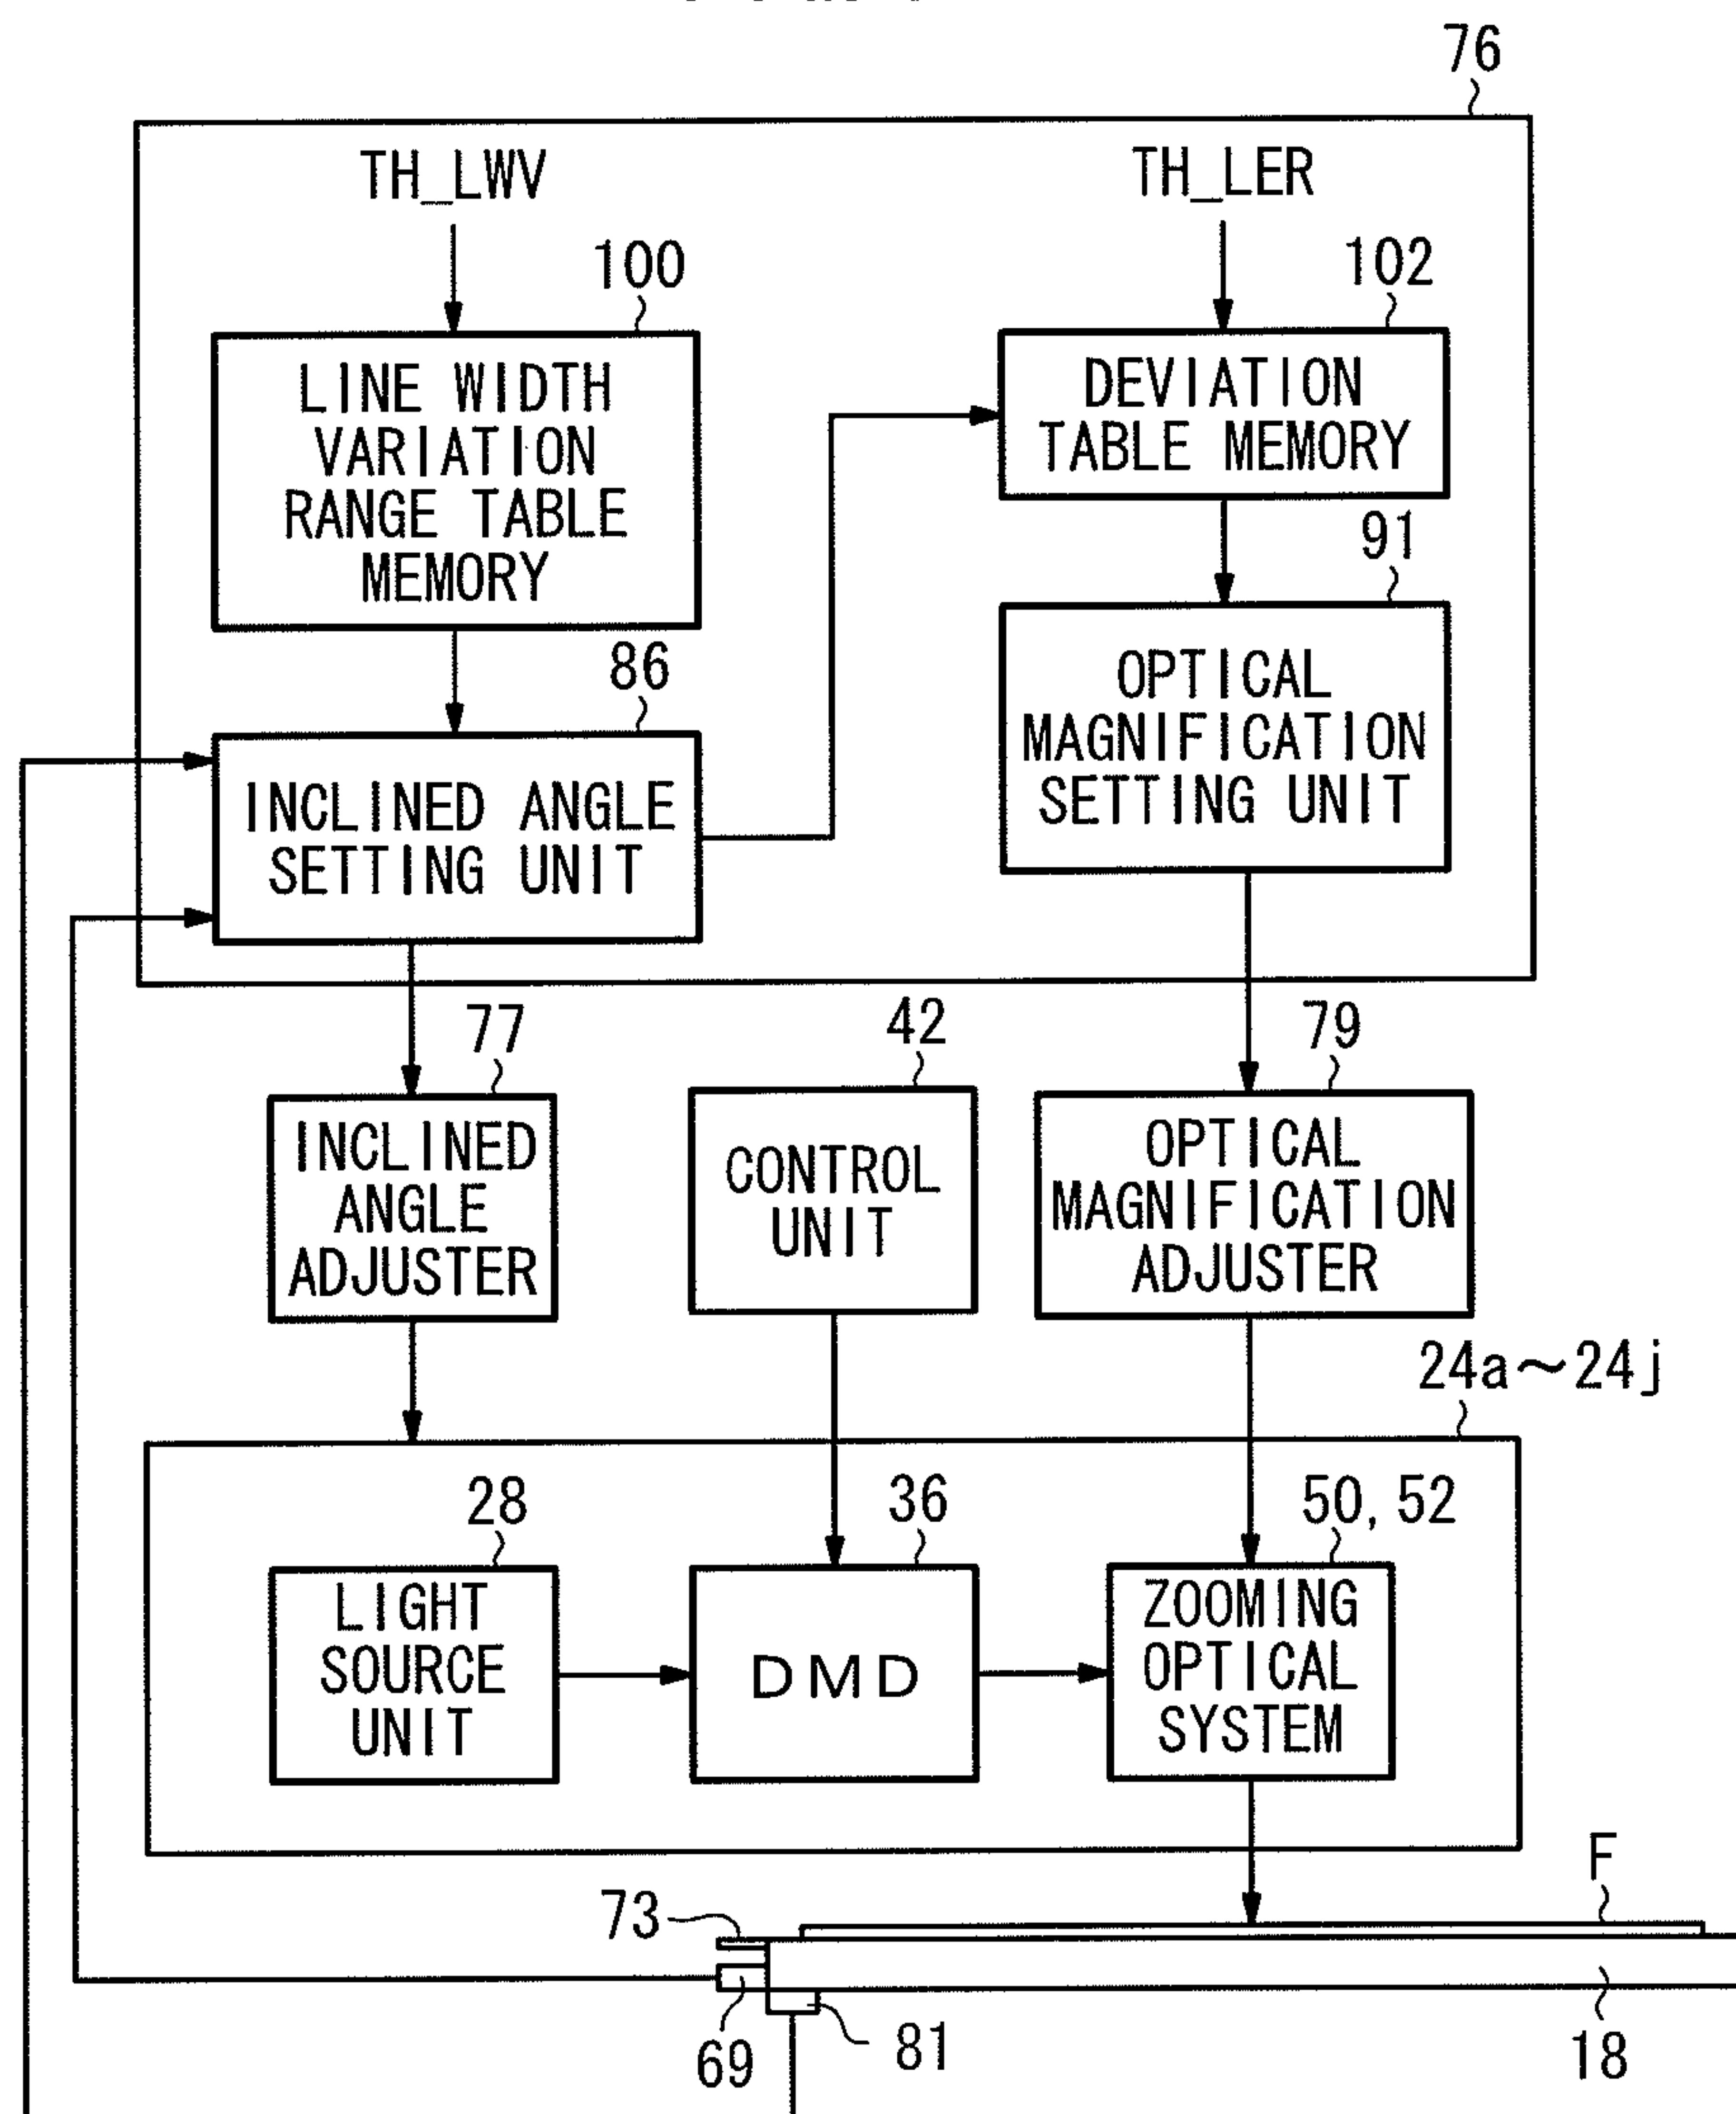 76
TH_LWV
TH_LER
100
102
LINE WIDTH
VARIATION
RANGE TABLE
MEMORY
DEVIATION
TABLE MEMORY
91
86
OPTICAL
MAGNIFICATION
SETTING UNIT
INCLINED ANGLE
SETTING UNIT
77
42
79
INCLINED
ANGLE
ADJUSTER
CONTROL
UNIT
OPTICAL
MAGNIFICATION
ADJUSTER
24a～24j
28
36
50, 52
LIGHT
SOURCE
UNIT
DMD
ZOOMING
OPTICAL
SYSTEM
F
73
69
81
18